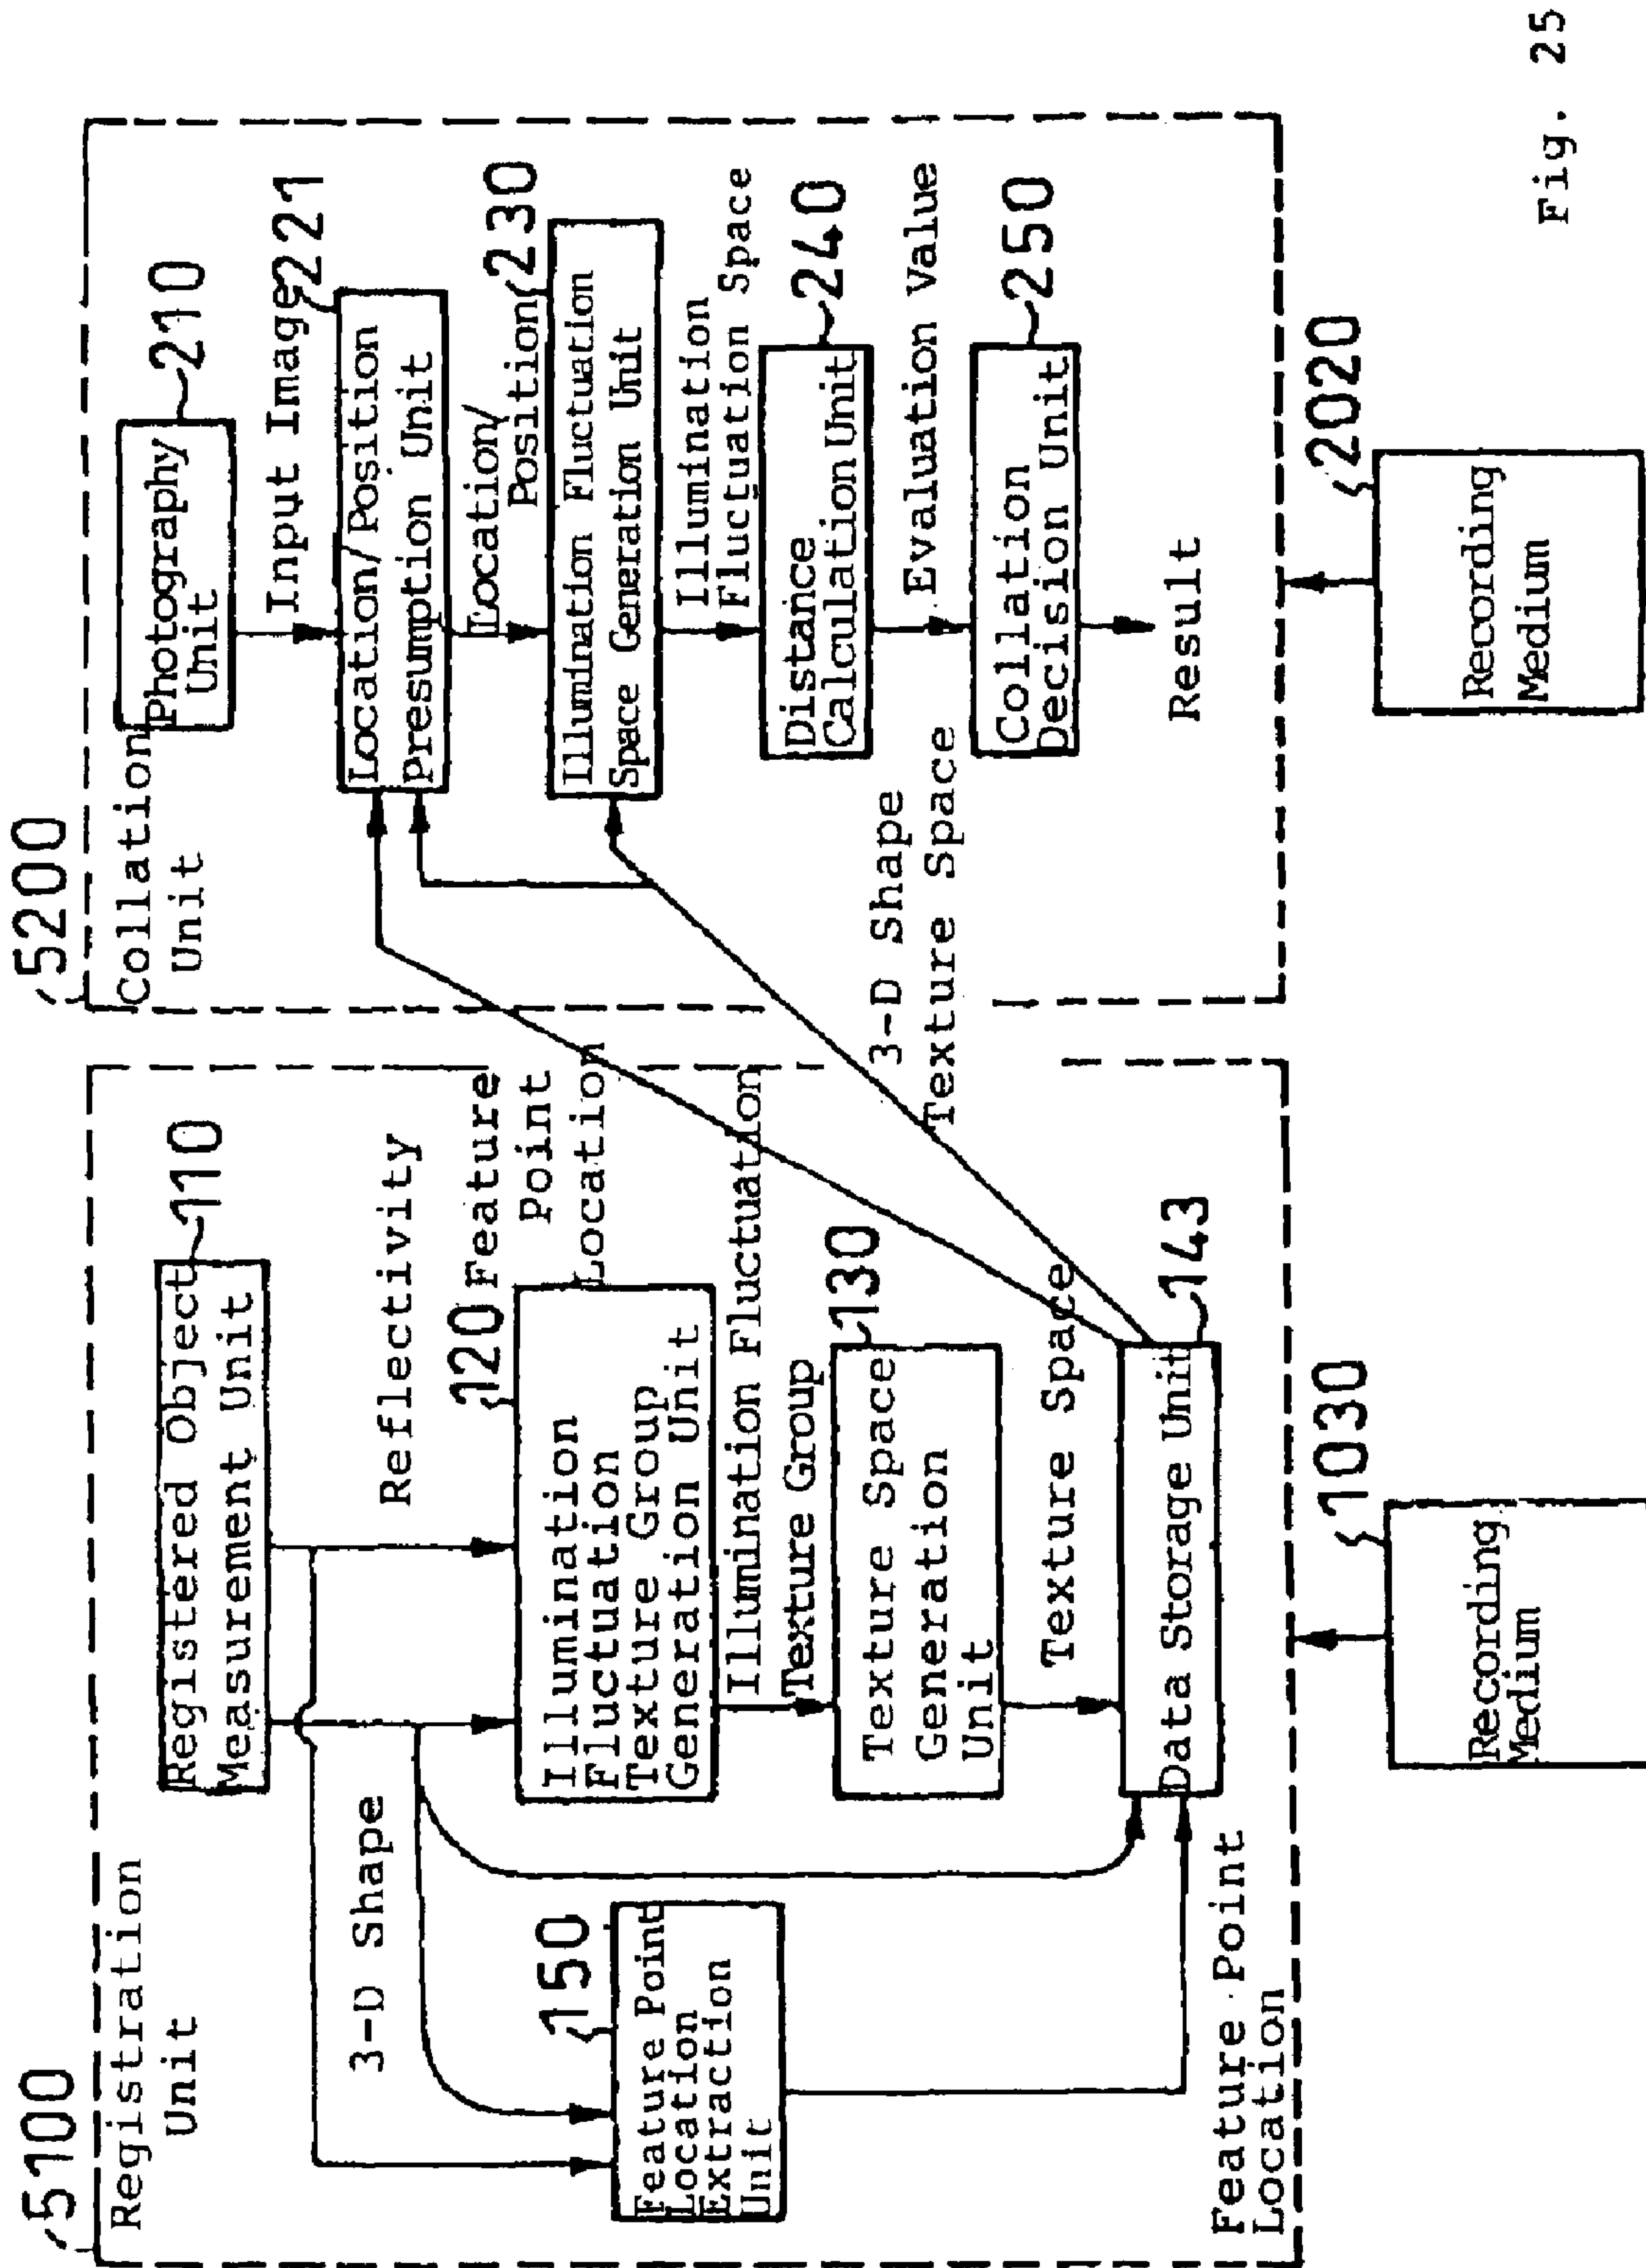 5100
Registration
Unit
Registered Object
Measurement Unit
110
3-D Shape
Reflectivity
150
Feature Point
Location
Extraction
Unit
120
Illumination
Fluctuation
Texture Group
Generation Unit
Feature
Point
Location
Illumination Fluctuation
Texture Group
130
Texture Space
Generation
Unit
Texture Space
143
Data Storage Unit
Feature Point
Location
1030
Recording
Medium
5200
Collation
Unit
Photography
Unit
210
Input Image
221
Location/Position
Presumption Unit
Location/
Position
230
Illumination Fluctuation
Space Generation Unit
Illumination
Fluctuation Space
3-D Shape
Texture Space
Distance
Calculation Unit
240
Evaluation Value
Collation
Decision Unit
250
Result
2020
Recording
Medium
Fig. 25